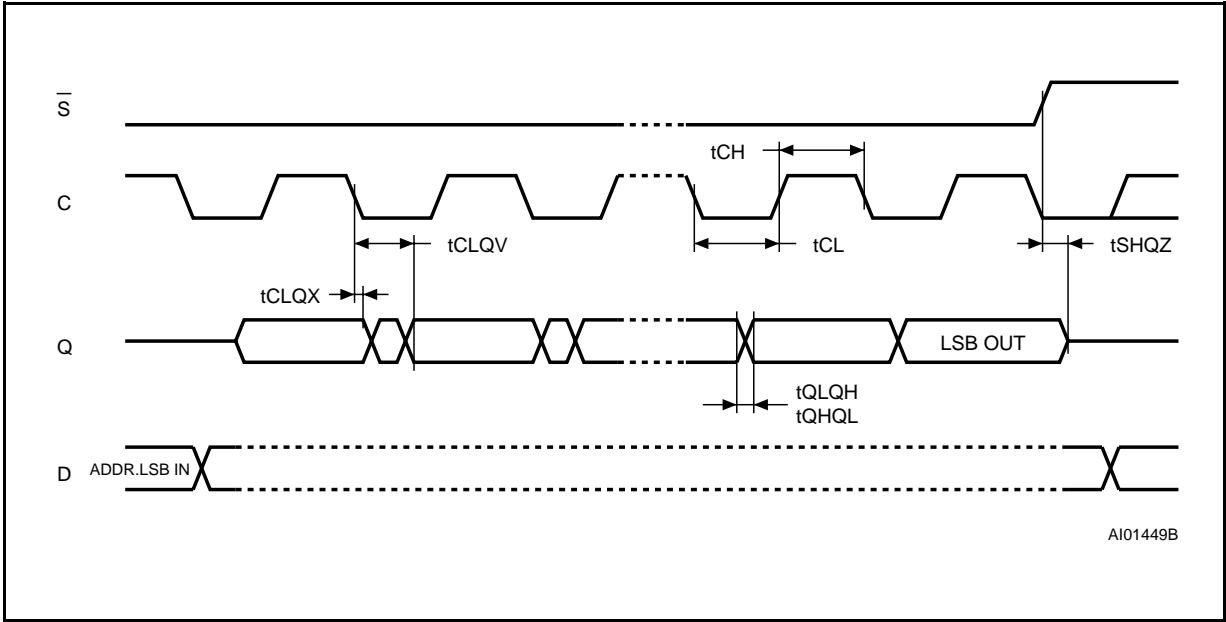 S
tCH
C
tCLQV
tCL
tSHQZ
tCLQX
Q
LSB OUT
tQLQH
tQHQL
D
ADDR.LSB IN
AI01449B